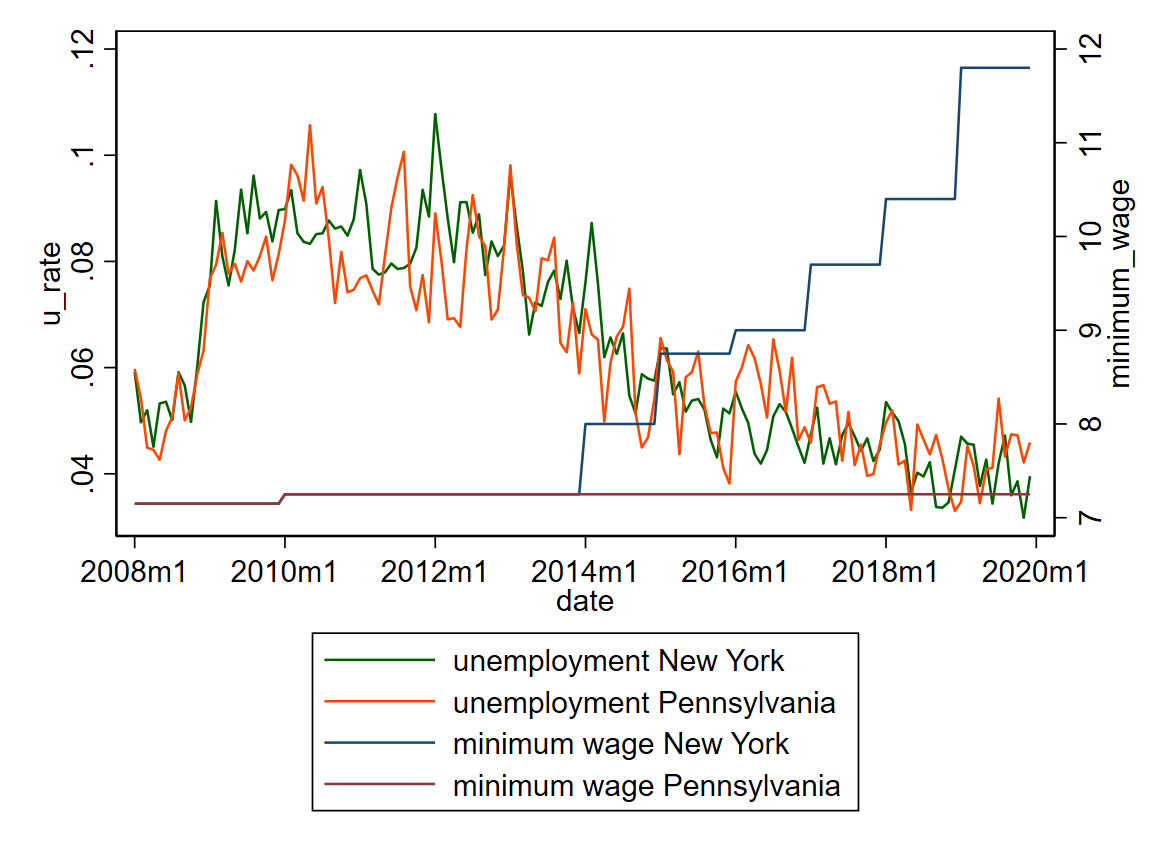 .12
.1
.08
.06
.04
u_rate
12
11
10
9
8
7
minimum_wage
2008m1 2010m1 2012m1 2014m1 2016m1 2018m1 2020m1
date
unemployment New York
unemployment Pennsylvania
minimum wage New York
minimum wage Pennsylvania